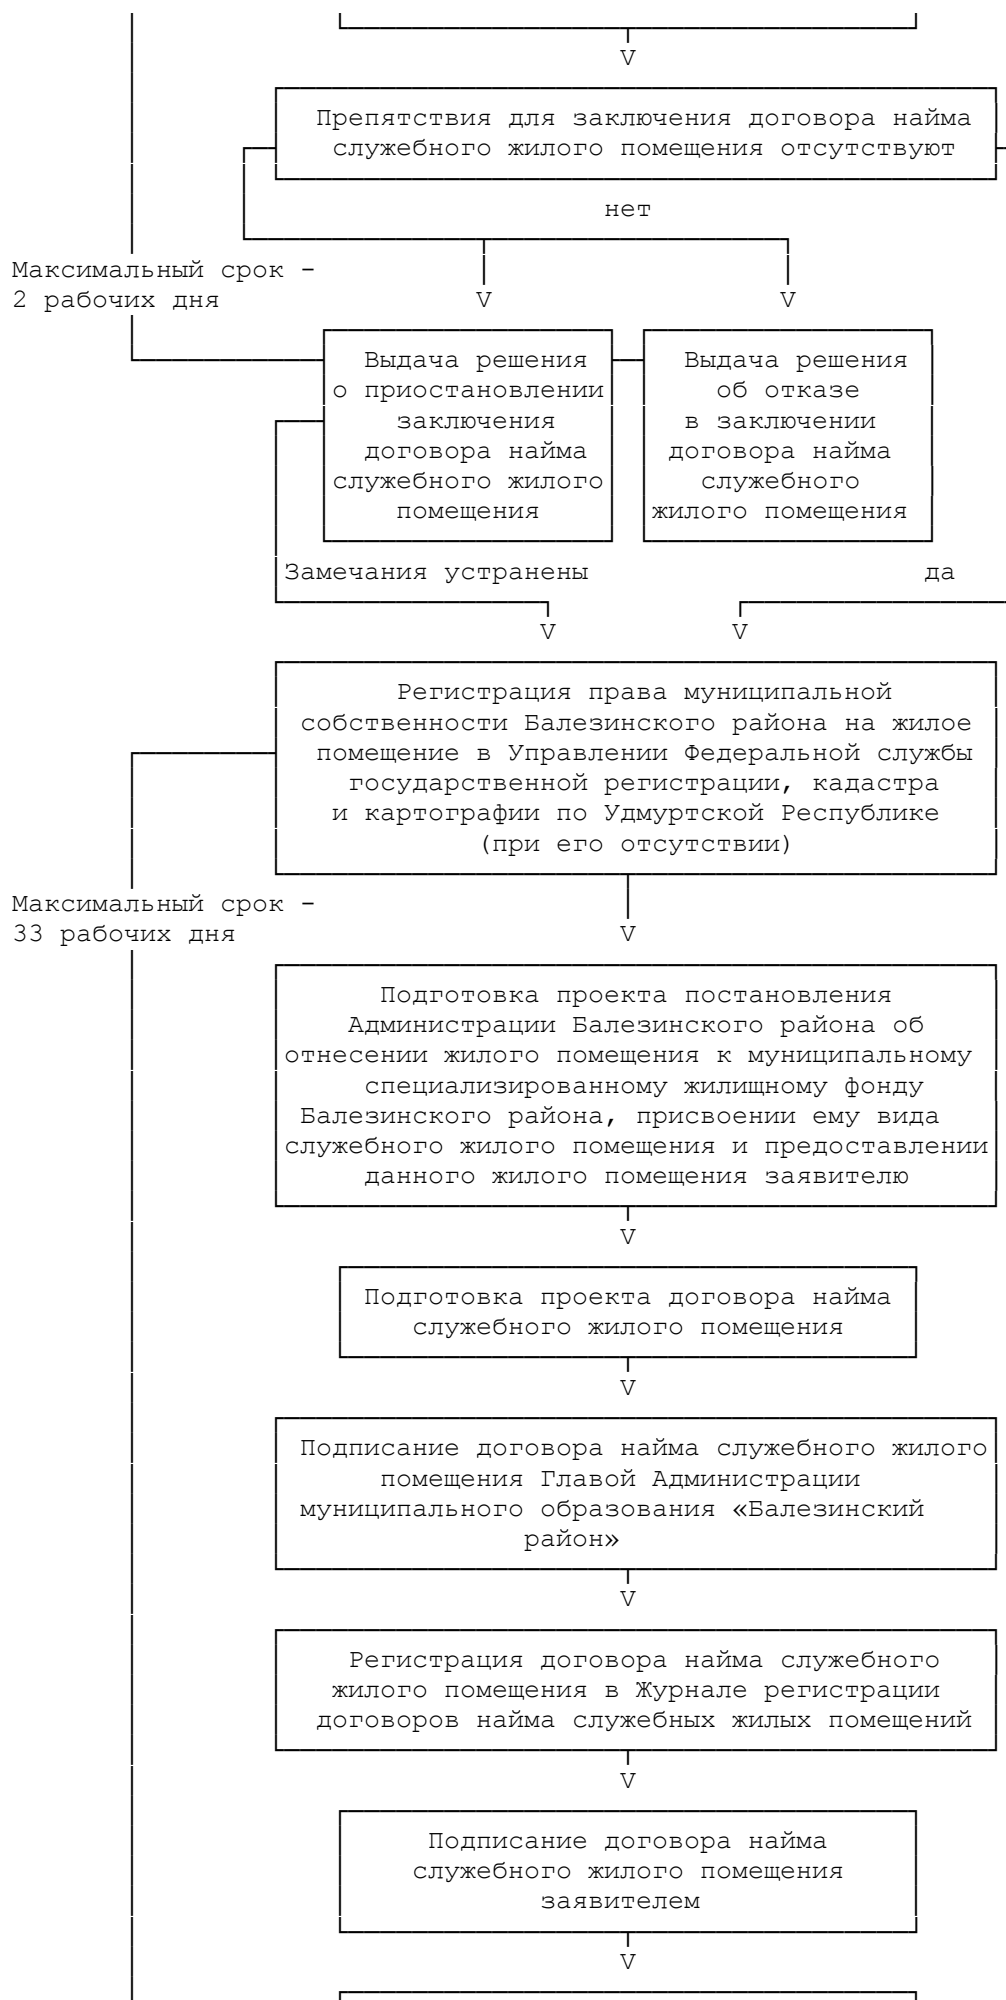 V
Препятствия для заключения договора найма
служебного жилого помещения отсутствуют
нет
Максимальный срок -
2 рабочих дня
V V
Выдача решения
о приостановлении
заключения
договора найма
служебного жилого
помещения
Выдача решения
об отказе
в заключении
договора найма
служебного
жилого помещения
Замечания устранены
да
V V
Регистрация права муниципальной
собственности Балезинского района на жилое
помещение в Управлении Федеральной службы
государственной регистрации, кадастра
и картографии по Удмуртской Республике
(при его отсутствии)
Максимальный срок -
33 рабочих дня
V
Подготовка проекта постановления
Администрации Балезинского района об
отнесении жилого помещения к муниципальному
специализированному жилищному фонду
Балезинского района, присвоении ему вида
служебного жилого помещения и предоставлении
данного жилого помещения заявителю
V
Подготовка проекта договора найма
служебного жилого помещения
V
Подписание договора найма служебного жилого
помещения Главой Администрации
муниципального образования «Балезинский
район»
V
Регистрация договора найма служебного
жилого помещения в Журнале регистрации
договоров найма служебных жилых помещений
V
Подписание договора найма
служебного жилого помещения
заявителем
V